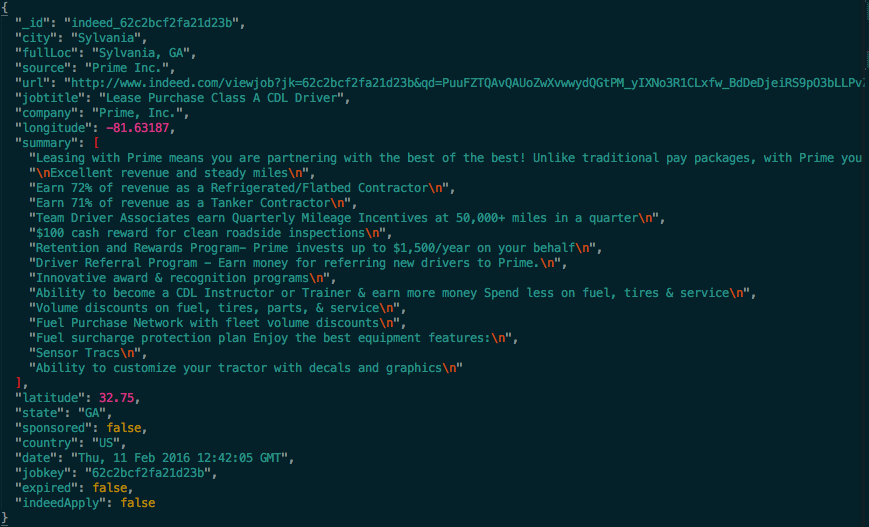 {
"_id": "indeed_62c2bcf2fa21d23b",
"city": "Sylvania",
"fullLoc": "Sylvania, GA",
"source": "Prime Inc.",
"url": "http://www.indeed.com/viewjob?jk=62c2bcf2fa21d23b&qd=PuuFZTQAvQAUoZwXvwwydQGtPM_yIXNo3R1CLxfw_BdDeDjeiRS9pO3bLLPv
"jobtitle": "Lease Purchase Class A CDL Driver",
"company": "Prime, Inc.",
"longitude": -81.63187,
"summary": [
"Leasing with Prime means you are partnering with the best of the best! Unlike traditional pay packages, with Prime you
"\nExcellent revenue and steady miles\n",
"Earn 72% of revenue as a Refrigerated/Flatbed Contractor\n",
"Earn 71% of revenue as a Tanker Contractor\n",
"Team Driver Associates earn Quarterly Mileage Incentives at 50,000+ miles in a quarter\n",
"$100 cash reward for clean roadside inspections\n",
"Retention and Rewards Program– Prime invests up to $1,500/year on your behalf\n",
"Driver Referral Program – Earn money for referring new drivers to Prime.\n",
"Innovative award & recognition programs\n",
"Ability to become a CDL Instructor or Trainer & earn more money Spend less on fuel, tires & service\n",
"Volume discounts on fuel, tires, parts, & service\n",
"Fuel Purchase Network with fleet volume discounts\n",
"Fuel surcharge protection plan Enjoy the best equipment features:\n",
"Sensor Tracs\n",
"Ability to customize your tractor with decals and graphics\n"
],
"latitude": 32.75,
"state": "GA",
"sponsored": false,
"country": "US",
"date": "Thu, 11 Feb 2016 12:42:05 GMT",
"jobkey": "62c2bcf2fa21d23b",
"expired": false,
"indeedApply": false
}